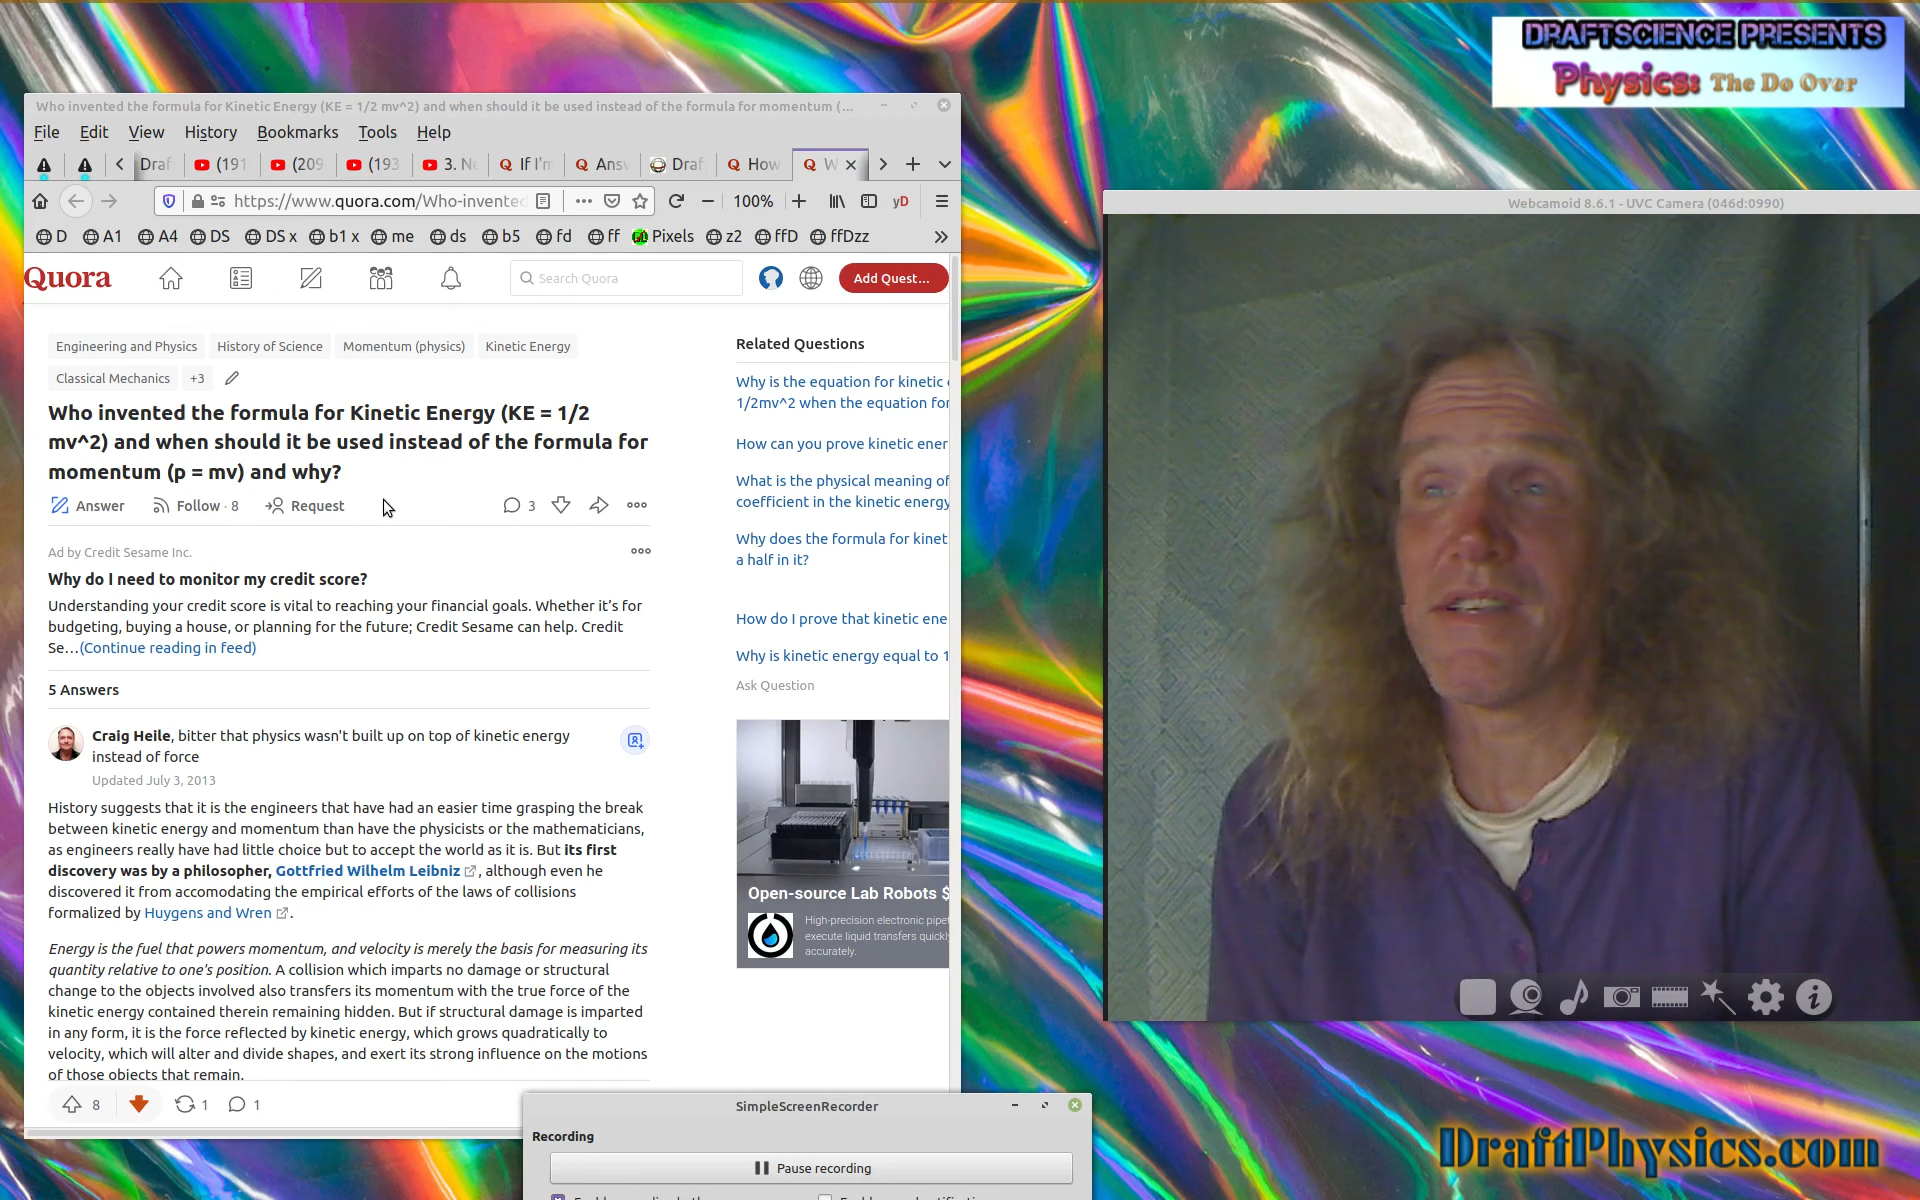 DRAFTSCIENCE PRESENTS
Physics: The Do Over
Who invented the formula for Kinetic Energy (KE = 1/2 mv^2) and when should it be used instead of the formula for momentum (...
File Edit View History Bookmarks Tools Help
Draf (191 (209 (193 3. Ne If I'm Answ Draf How W
https://www.quora.com/Who-invented 100% yD
D A1 A4 DS DS x b1 x me ds b5 fd ff Pixels z2 ffD ffDzz
Webcamoid 8.6.1 - UVC Camera (046d:0990)
Quora Search Quora Add Quest...
Engineering and Physics History of Science Momentum (physics) Kinetic Energy
Classical Mechanics +3
Who invented the formula for Kinetic Energy (KE = 1/2
mv^2) and when should it be used instead of the formula for
momentum (p = mv) and why?
Answer Follow · 8 Request 3
Ad by Credit Sesame Inc.
Why do I need to monitor my credit score?
Understanding your credit score is vital to reaching your financial goals. Whether it's for
budgeting, buying a house, or planning for the future; Credit Sesame can help. Credit
Se...(Continue reading in feed)
5 Answers
Craig Heile, bitter that physics wasn't built up on top of kinetic energy
instead of force
Updated July 3, 2013
History suggests that it is the engineers that have had an easier time grasping the break
between kinetic energy and momentum than have the physicists or the mathematicians,
as engineers really have had little choice but to accept the world as it is. But its first
discovery was by a philosopher, Gottfried Wilhelm Leibniz, although even he
discovered it from accomodating the empirical efforts of the laws of collisions
formalized by Huygens and Wren.
Energy is the fuel that powers momentum, and velocity is merely the basis for measuring its
quantity relative to one's position. A collision which imparts no damage or structural
change to the objects involved also transfers its momentum with the true force of the
kinetic energy contained therein remaining hidden. But if structural damage is imparted
in any form, it is the force reflected by kinetic energy, which grows quadratically to
velocity, which will alter and divide shapes, and exert its strong influence on the motions
of those objects that remain.
8 1 1
Related Questions
Why is the equation for kinetic
1/2mv^2 when the equation for
How can you prove kinetic ener
What is the physical meaning of
coefficient in the kinetic energy
Why does the formula for kinet
a half in it?
How do I prove that kinetic ene
Why is kinetic energy equal to 1
Ask Question
Open-source Lab Robots $
High-precision electronic pipet
execute liquid transfers quickly
accurately.
SimpleScreenRecorder
Recording
Pause recording
DraftPhysics.com